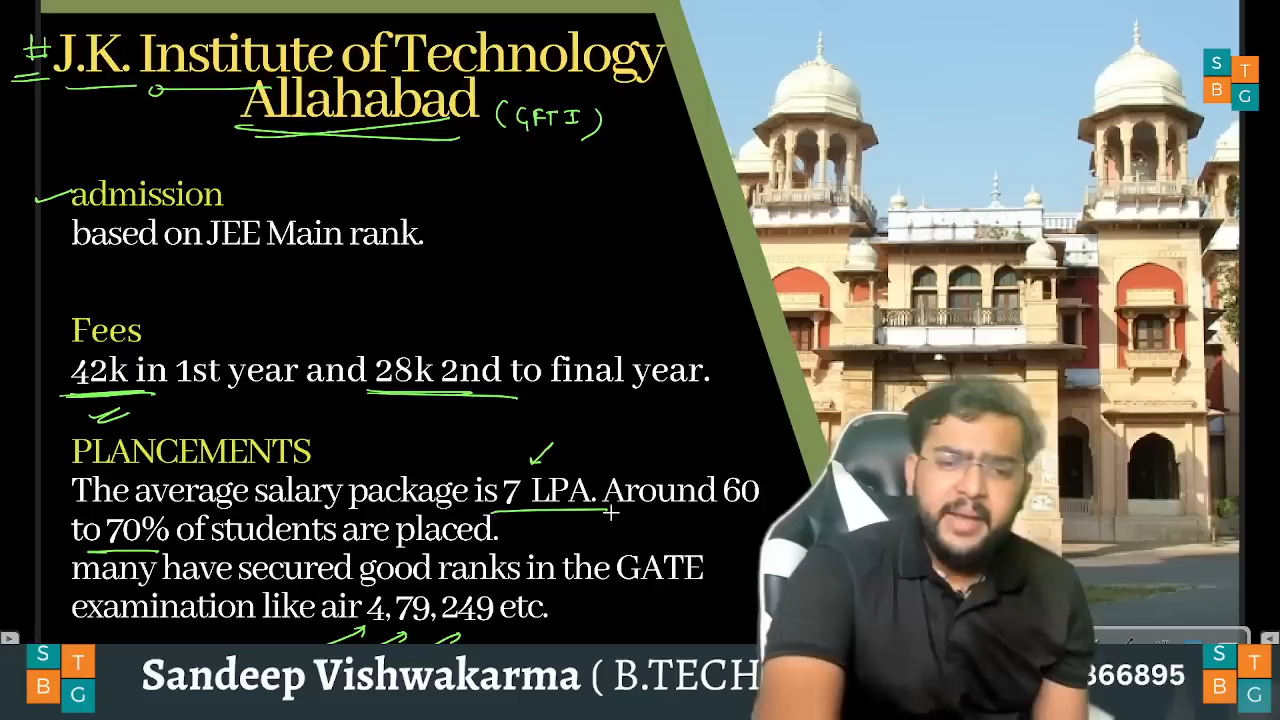 # J.K. Institute of Technology
Allahabad (GFTI)
admission
based on JEE Main rank.
Fees
42k in 1st year and 28k 2nd to final year.
PLANCEMENTS
The average salary package is 7 LPA. Around 60
to 70% of students are placed.
many have secured good ranks in the GATE
examination like air 4, 79, 249 etc.
S T
B G
S T
B G
Sandeep Vishwakarma ( B.TECH
366895
S T
B G